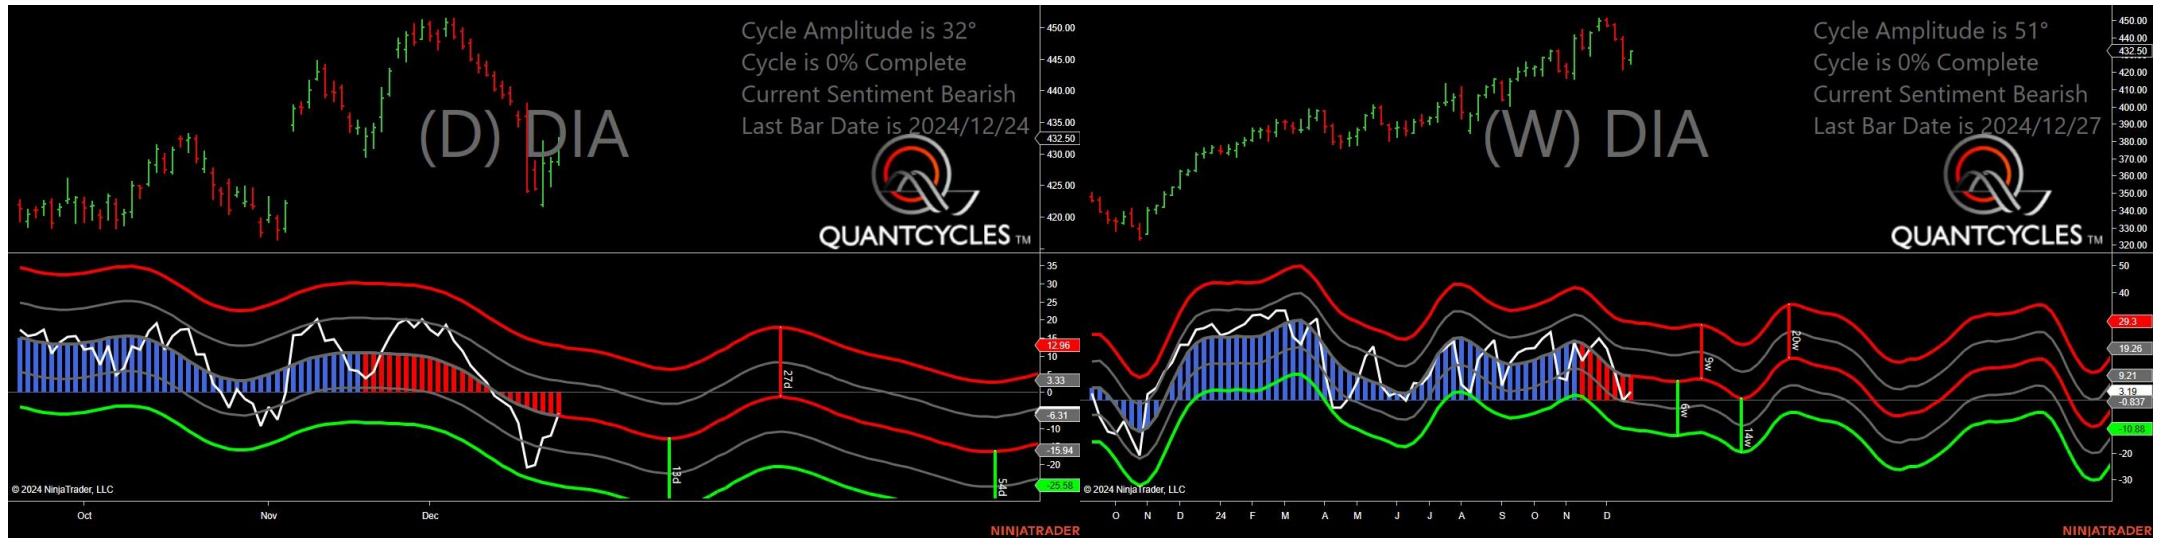 Cycle Amplitude is 32°
Cycle is 0% Complete
Current Sentiment Bearish
Last Bar Date is 2024/12/24
(D) DIA
QUANTCYCLES TM
450.00
445.00
440.00
435.00
432.50
430.00
425.00
420.00
35
30
25
20
15
12.96
10
5
3.33
0
-6.31
-10
-15.94
-20
-25.58
27d
13d
54d
© 2024 NinjaTrader, LLC
Oct
Nov
Dec
NINJATRADER
Cycle Amplitude is 51°
Cycle is 0% Complete
Current Sentiment Bearish
Last Bar Date is 2024/12/27
(W) DIA
QUANTCYCLES TM
450.00
440.00
432.50
420.00
410.00
400.00
390.00
380.00
370.00
360.00
350.00
340.00
330.00
320.00
50
40
29.3
19.26
9.21
3.19
-0.837
-10.88
-20
-30
9w
20w
6w
14w
© 2024 NinjaTrader, LLC
O N D 24 F M A M J J A S O N D
NINJATRADER